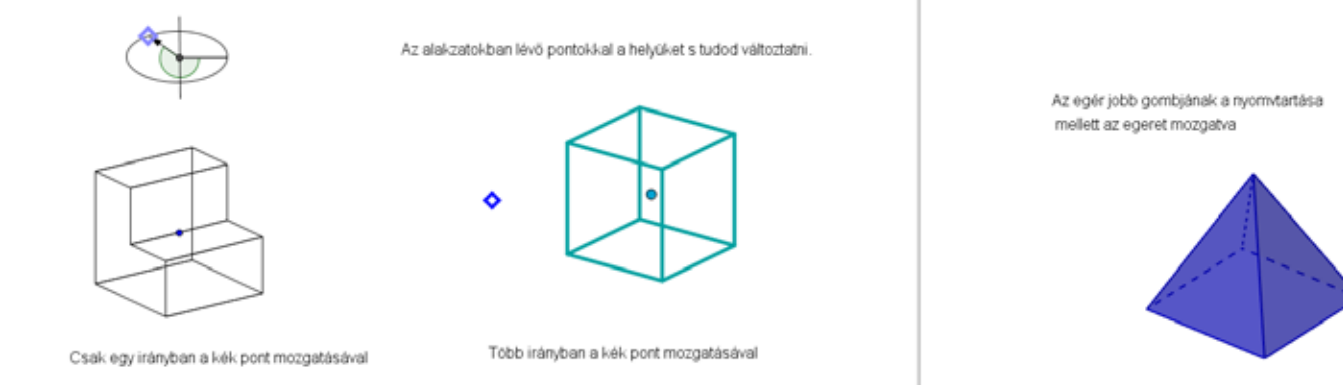 Az alakzatokban lévő pontokkal a helyüket s tudod változtatni.
Csak egy irányban a kék pont mozgatásával
Több irányban a kék pont mozgatásával
Az egér jobb gombjának a nyomvtartása
mellett az egeret mozgatva